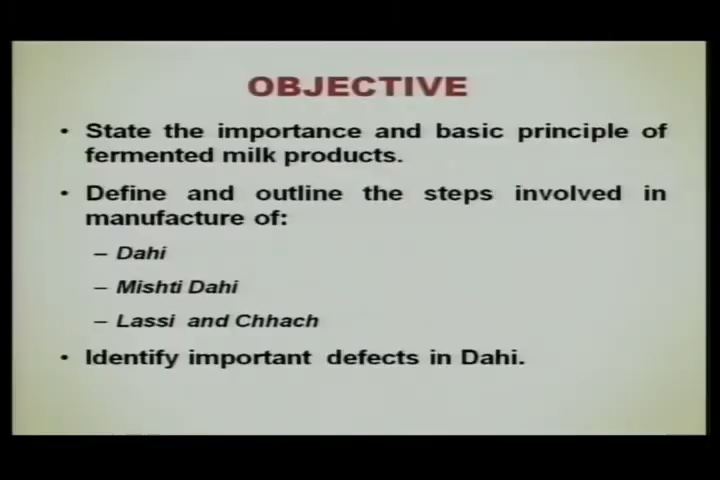 OBJECTIVE
• State the importance and basic principle of
fermented milk products.
• Define and outline the steps involved in
manufacture of:
– Dahi
– Mishti Dahi
– Lassi and Chhach
• Identify important defects in Dahi.